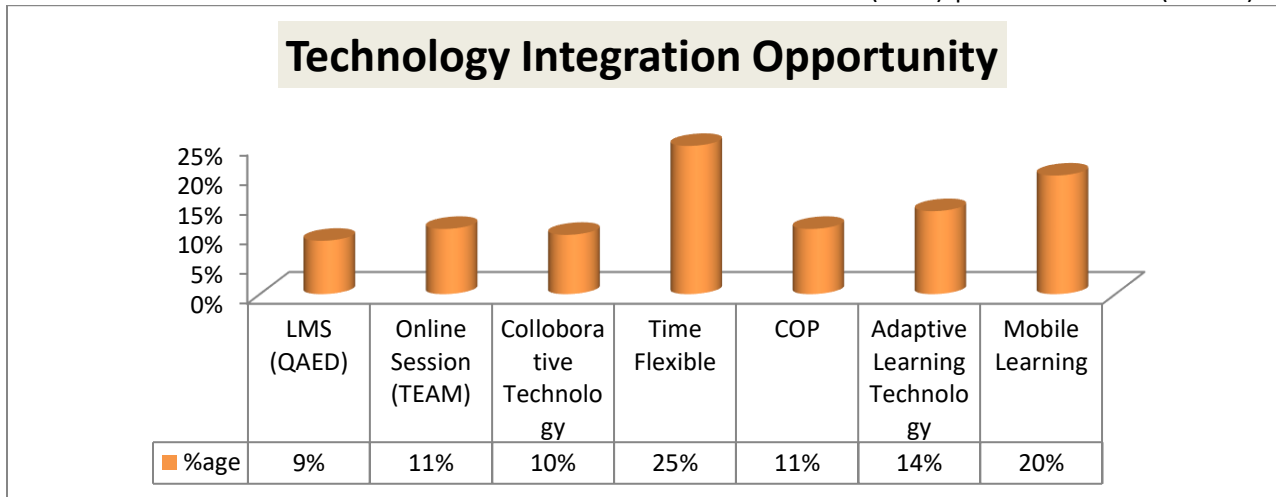 Technology Integration Opportunity
25%
20%
15%
10%
5%
0%
LMS
(QAED)
Online
Session
(TEAM)
Colloborа
tive
Technolo
gy
Time
Flexible
COP
Adaptive
Learning
Technolo
gy
Mobile
Learning
%age 9% 11% 10% 25% 11% 14% 20%